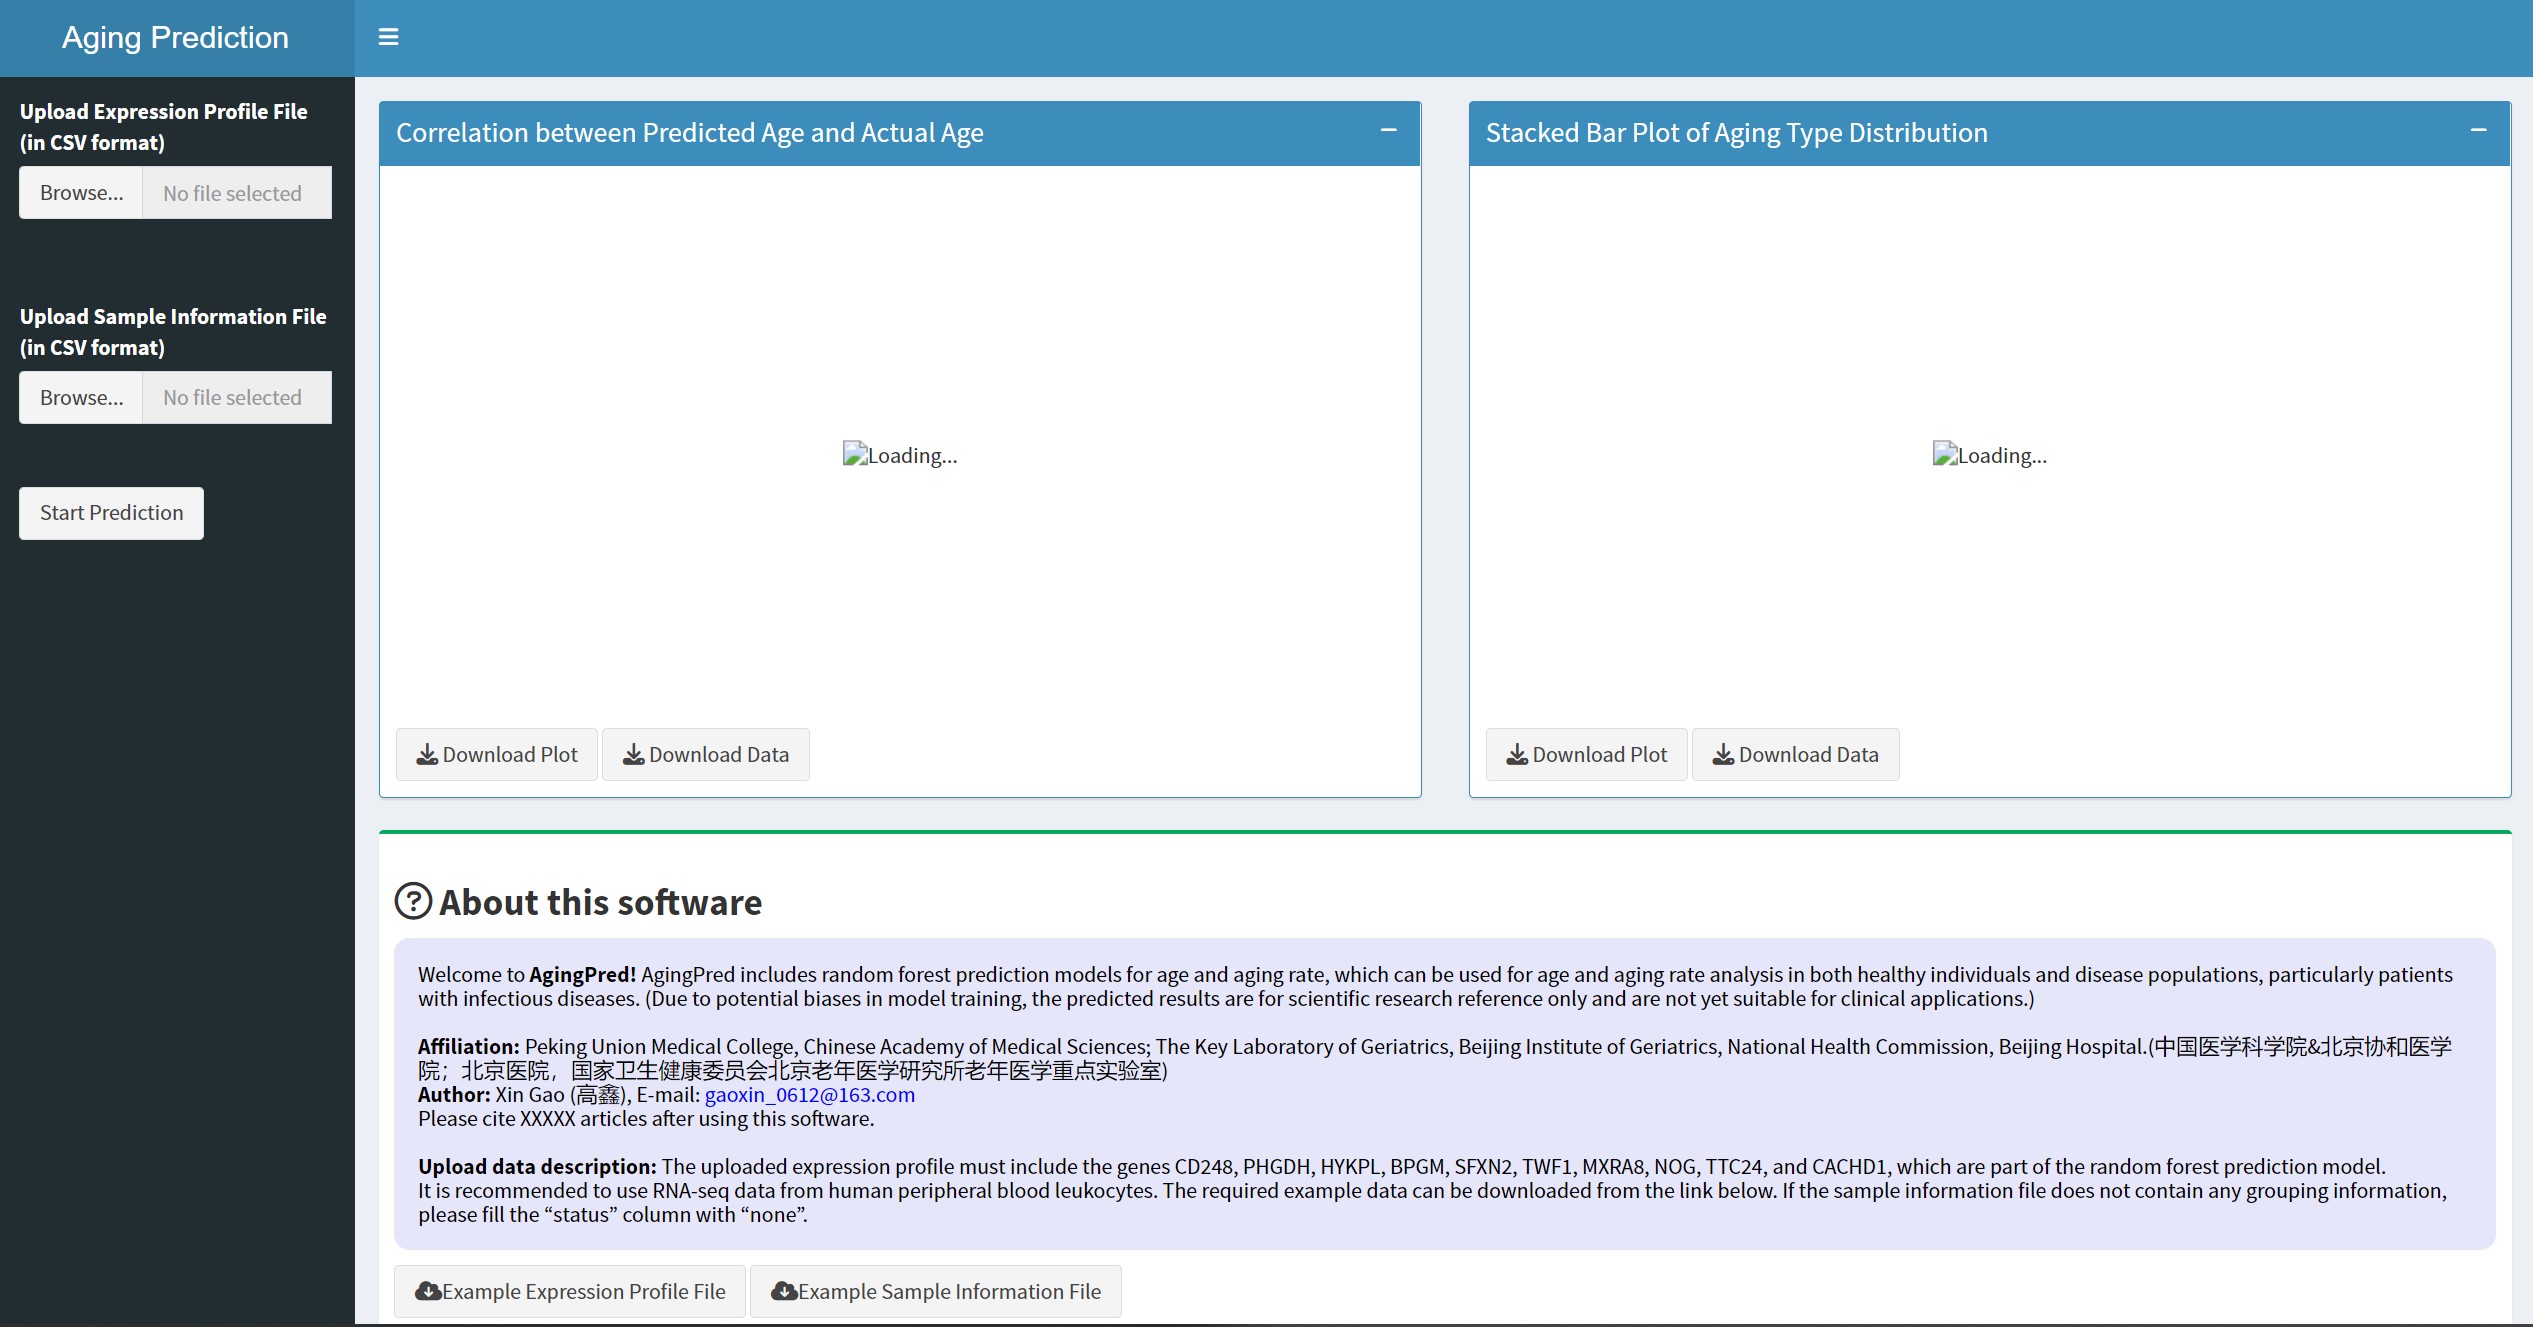 Aging Prediction
Upload Expression Profile File
(in CSV format)
Browse...
No file selected
Upload Sample Information File
(in CSV format)
Browse...
No file selected
Start Prediction
Correlation between Predicted Age and Actual Age
Loading...
Download Plot
Download Data
Stacked Bar Plot of Aging Type Distribution
Loading...
Download Plot
Download Data
About this software
Welcome to AgingPred! AgingPred includes random forest prediction models for age and aging rate, which can be used for age and aging rate analysis in both healthy individuals and disease populations, particularly patients
with infectious diseases. (Due to potential biases in model training, the predicted results are for scientific research reference only and are not yet suitable for clinical applications.)
Affiliation: Peking Union Medical College, Chinese Academy of Medical Sciences; The Key Laboratory of Geriatrics, Beijing Institute of Geriatrics, National Health Commission, Beijing Hospital.(中国医学科学院&北京协和医学
院；北京医院，国家卫生健康委员会北京老年医学研究所老年医学重点实验室)
Author: Xin Gao (高鑫), E-mail: gaoxin_0612@163.com
Please cite XXXXX articles after using this software.
Upload data description: The uploaded expression profile must include the genes CD248, PHGDH, HYKPL, BPGM, SFXN2, TWF1, MXRA8, NOG, TTC24, and CACHD1, which are part of the random forest prediction model.
It is recommended to use RNA-seq data from human peripheral blood leukocytes. The required example data can be downloaded from the link below. If the sample information file does not contain any grouping information,
please fill the “status” column with “none”.
Example Expression Profile File
Example Sample Information File